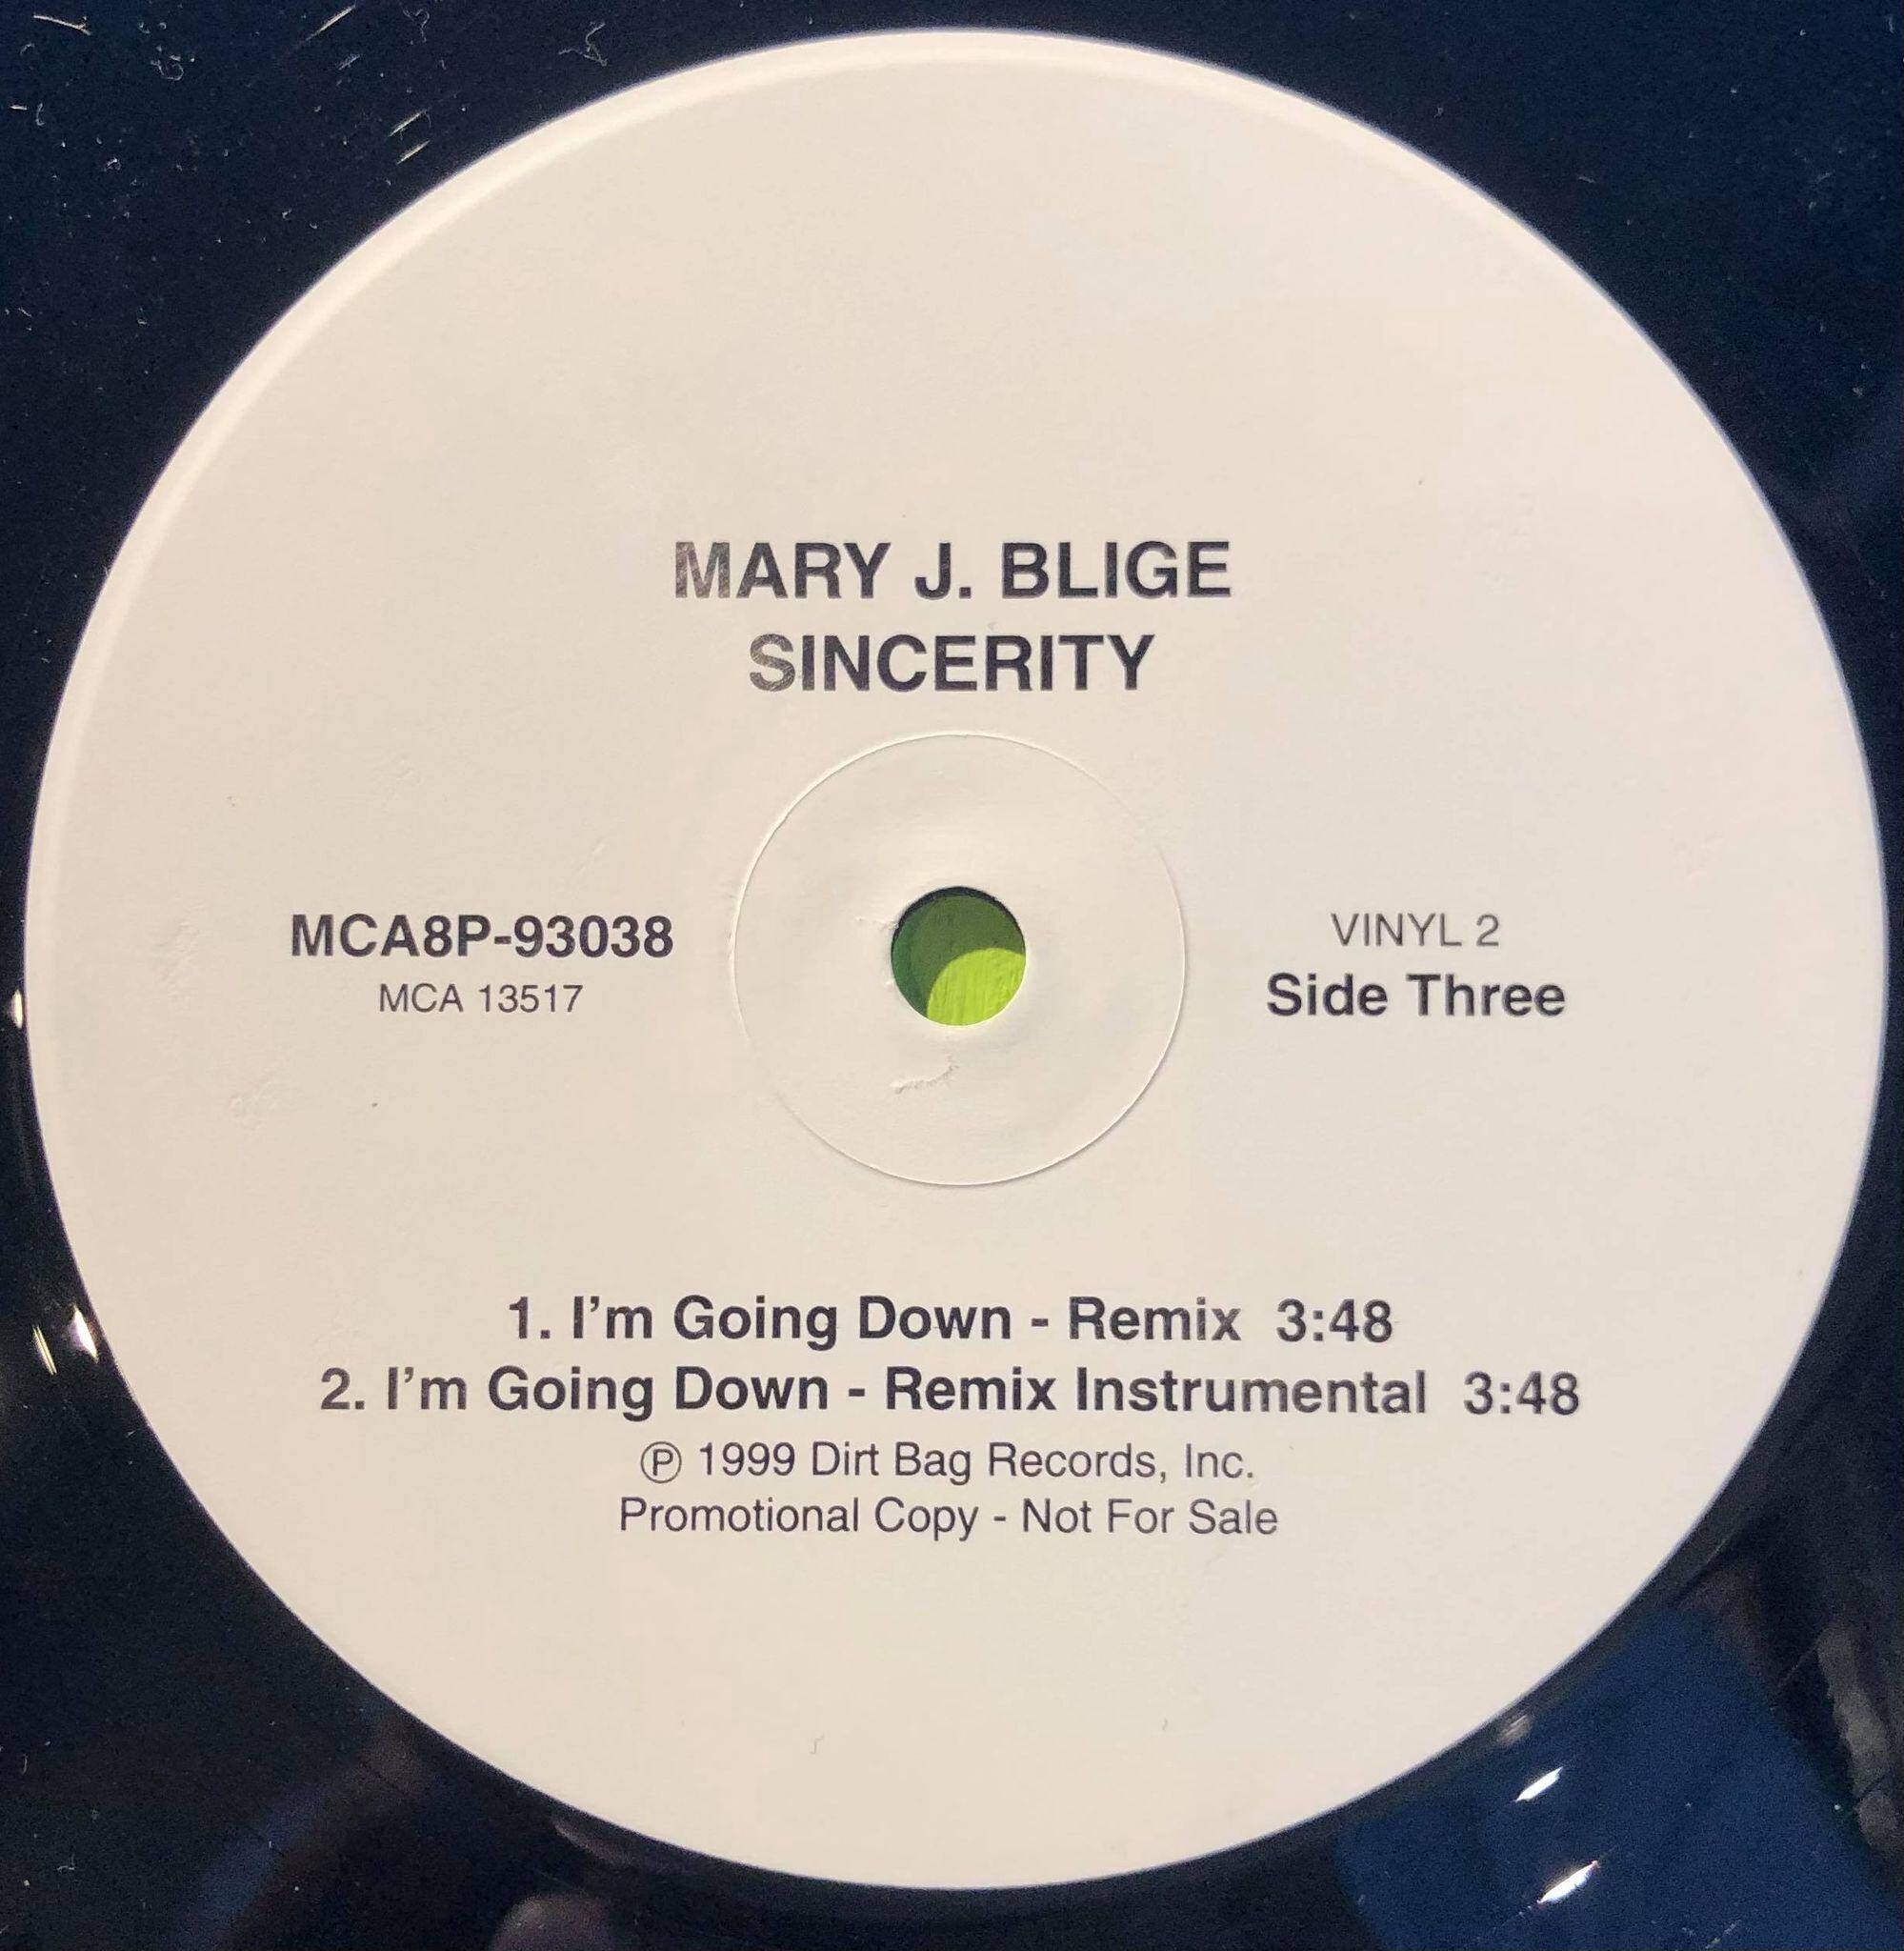 MARY J. BLIGE
SINCERITY
MCA8P-93038
MCA 13517
VINYL 2
Side Three
1. I'm Going Down - Remix 3:48
2. I'm Going Down - Remix Instrumental 3:48
℗ 1999 Dirt Bag Records, Inc.
Promotional Copy - Not For Sale